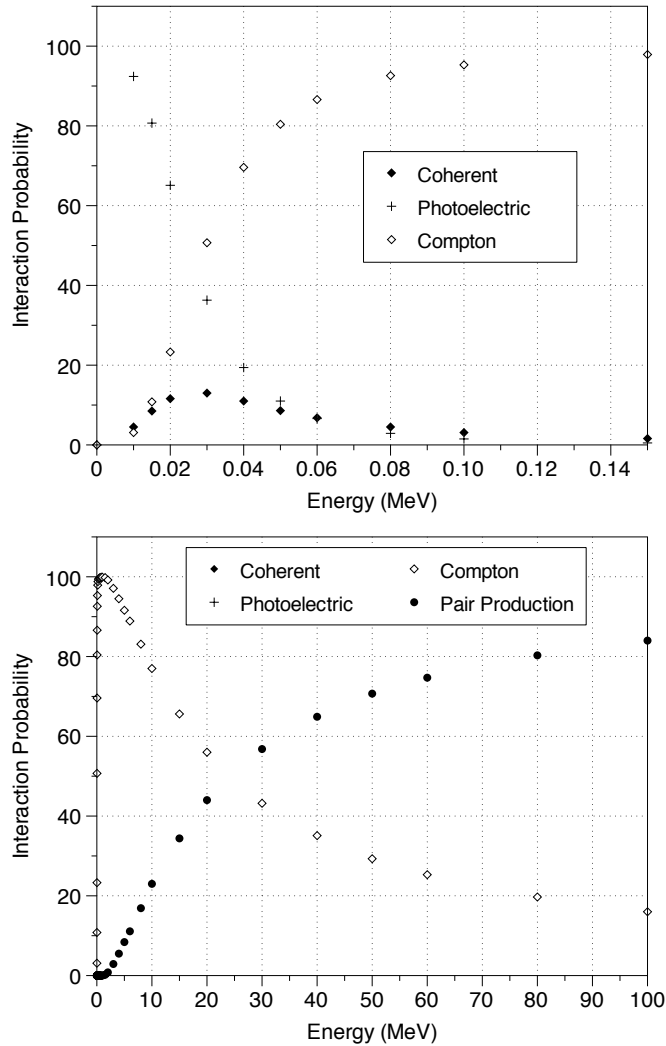 100
80
60
40
20
0
Interaction Probability
Coherent
Photoelectric
Compton
0 0.02 0.04 0.06 0.08 0.10 0.12 0.14
Energy (MeV)
Coherent Compton
Photoelectric Pair Production
100
80
60
40
20
0
Interaction Probability
0 10 20 30 40 50 60 70 80 90 100
Energy (MeV)